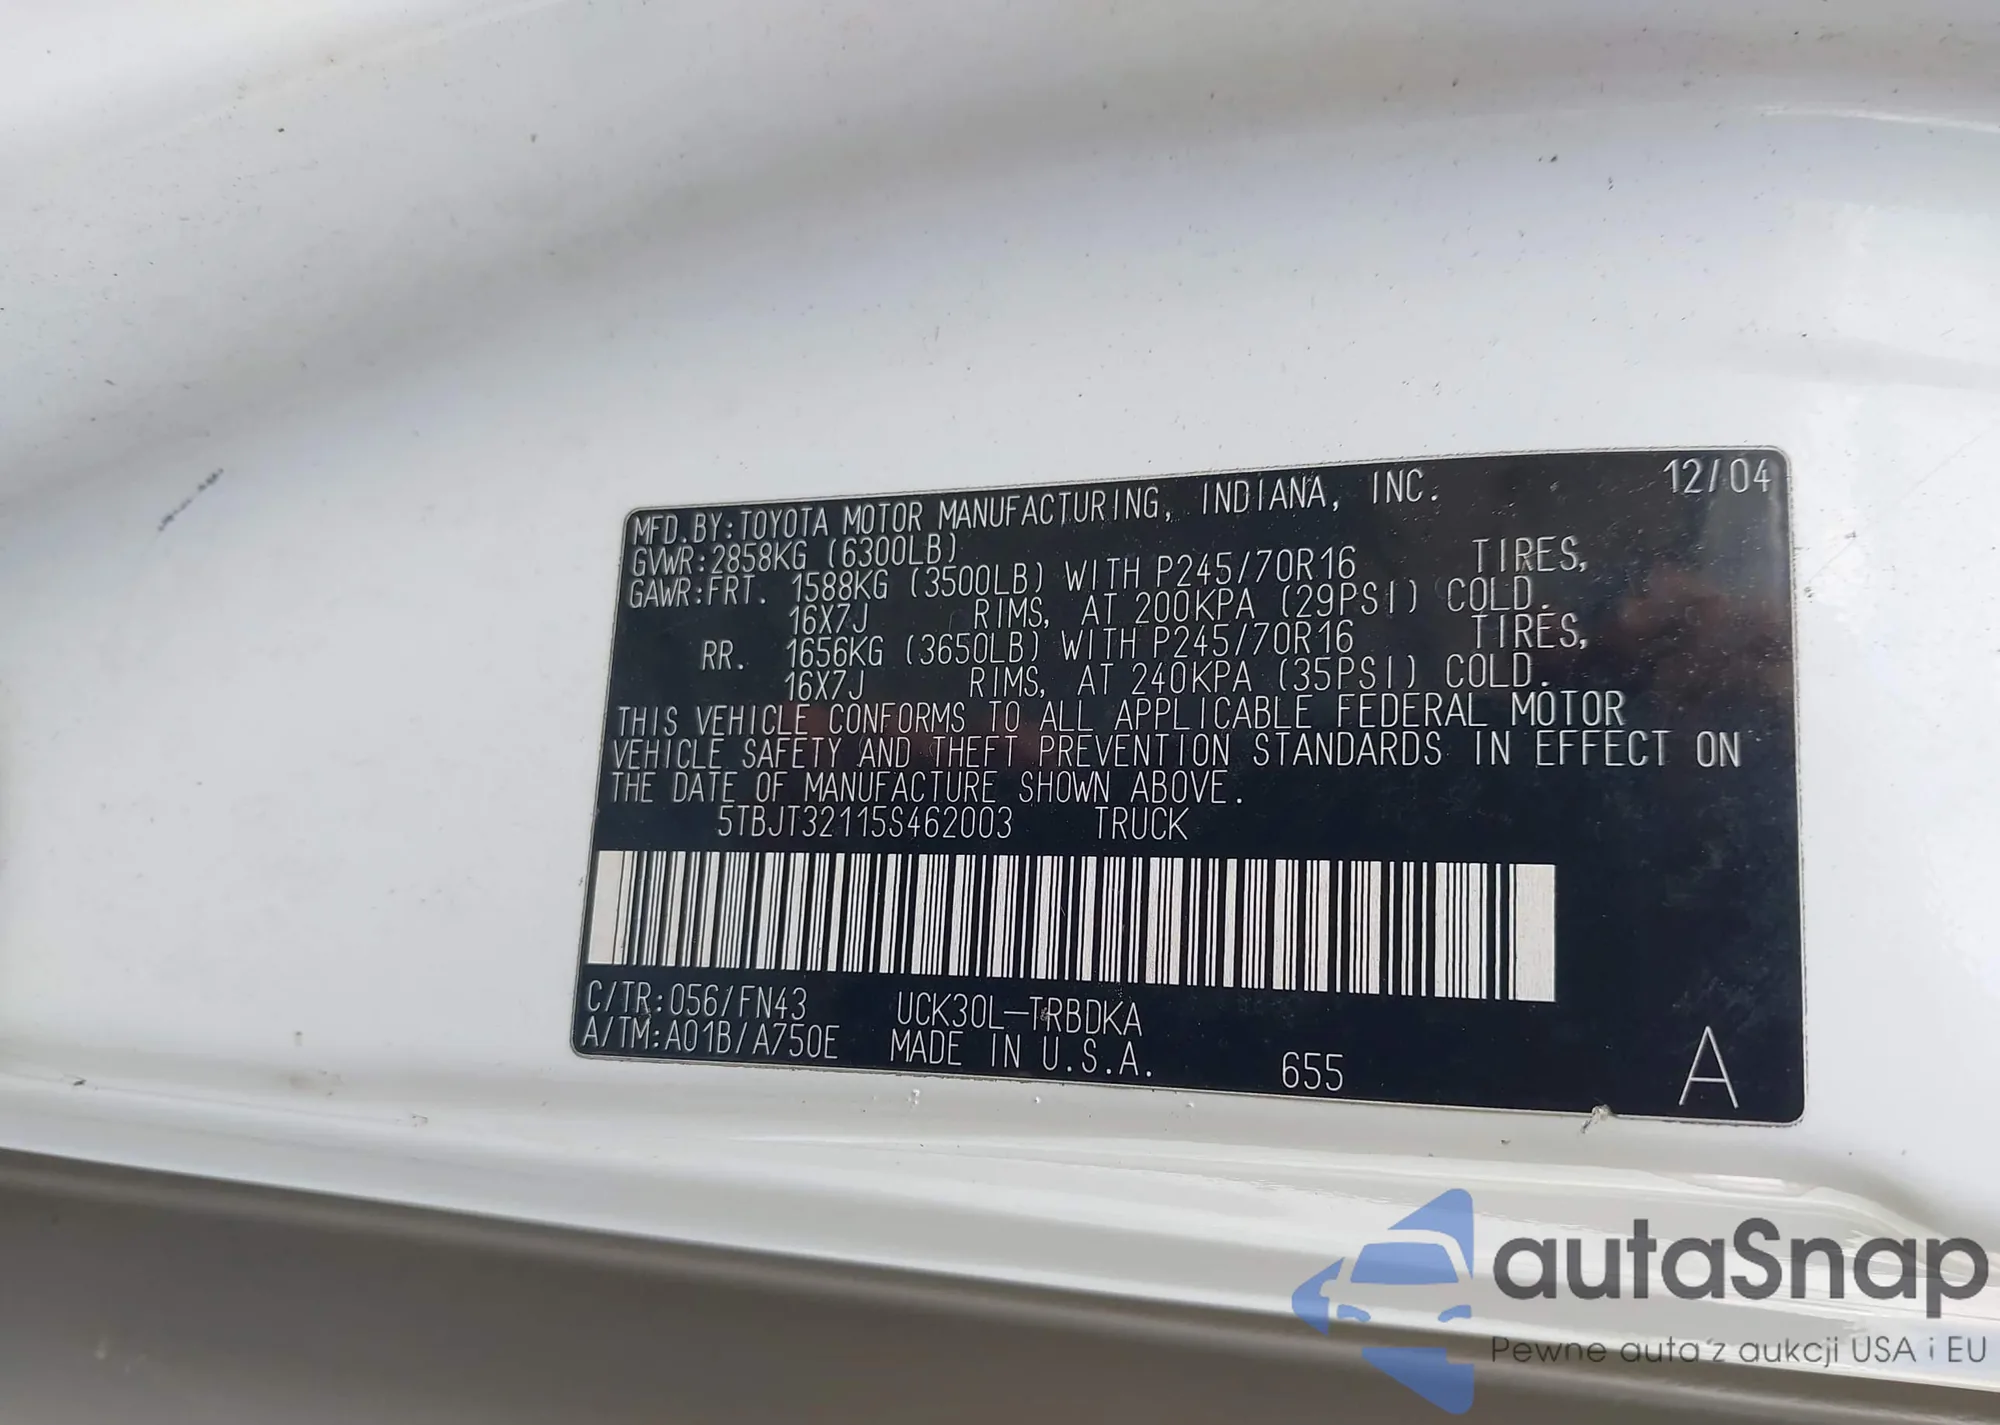 MFD.BY:TOYOTA MOTOR MANUFACTURING, INDIANA, INC. 12/04
GVWR:2858KG (6300LB)
GAWR:FRT. 1588KG (3500LB) WITH P245/70R16 TIRES,
16X7J RIMS, AT 200KPA (29PSI) COLD.
RR. 1656KG (3650LB) WITH P245/70R16 TIRES,
16X7J RIMS, AT 240KPA (35PSI) COLD.
THIS VEHICLE CONFORMS TO ALL APPLICABLE FEDERAL MOTOR
VEHICLE SAFETY AND THEFT PREVENTION STANDARDS IN EFFECT ON
THE DATE OF MANUFACTURE SHOWN ABOVE.
5TBJT32115S462003 TRUCK
C/TR:056/FN43 UCK30L-TRBDKA
A/TM:A01B/A750E MADE IN U.S.A. 655 A
autaSnap
Pewne auta z aukcji USA i EU